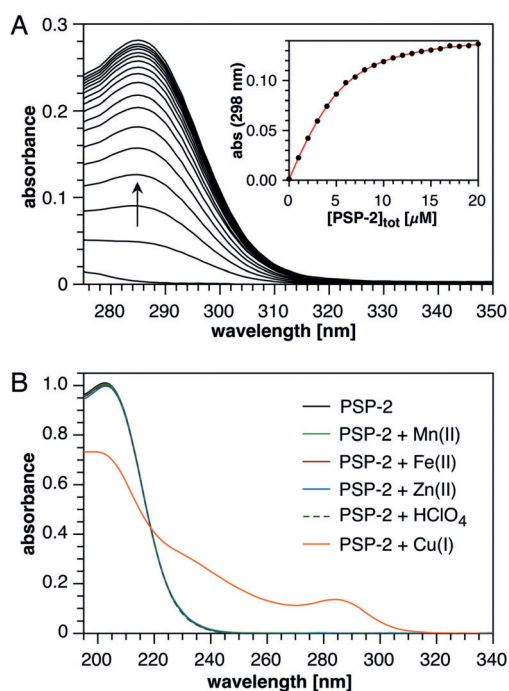 A
0.3
0.2
0.1
0
absorbance
280 290 300 310 320 330 340 350
wavelength [nm]
abs (298 nm)
0.10
0.05
0.00
0 5 10 15 20
[PSP-2]tot [µM]
B
1.0
0.8
0.6
0.4
0.2
0
absorbance
PSP-2
PSP-2 + Mn(II)
PSP-2 + Fe(II)
PSP-2 + Zn(II)
PSP-2 + HClO4
PSP-2 + Cu(I)
200 220 240 260 280 300 320 340
wavelength [nm]